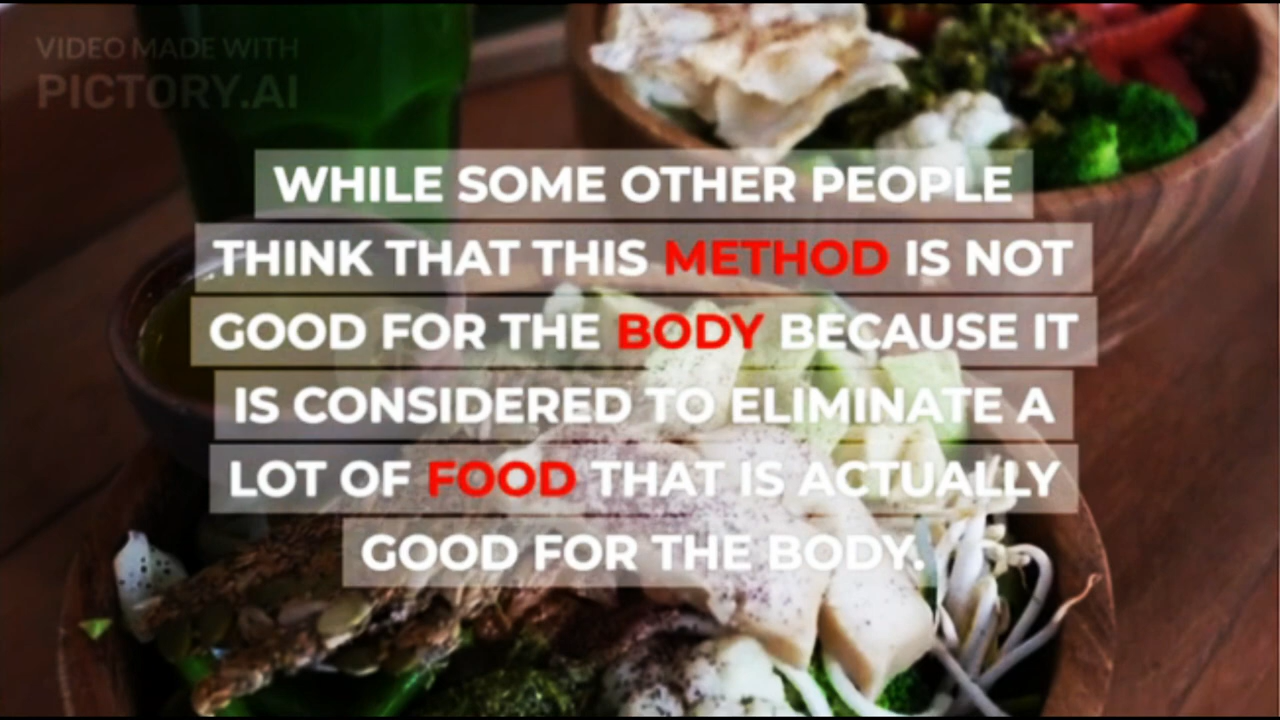 VIDEO MADE WITH
PICTORY.AI
WHILE SOME OTHER PEOPLE
THINK THAT THIS METHOD IS NOT
GOOD FOR THE BODY BECAUSE IT
IS CONSIDERED TO ELIMINATE A
LOT OF FOOD THAT IS ACTUALLY
GOOD FOR THE BODY.